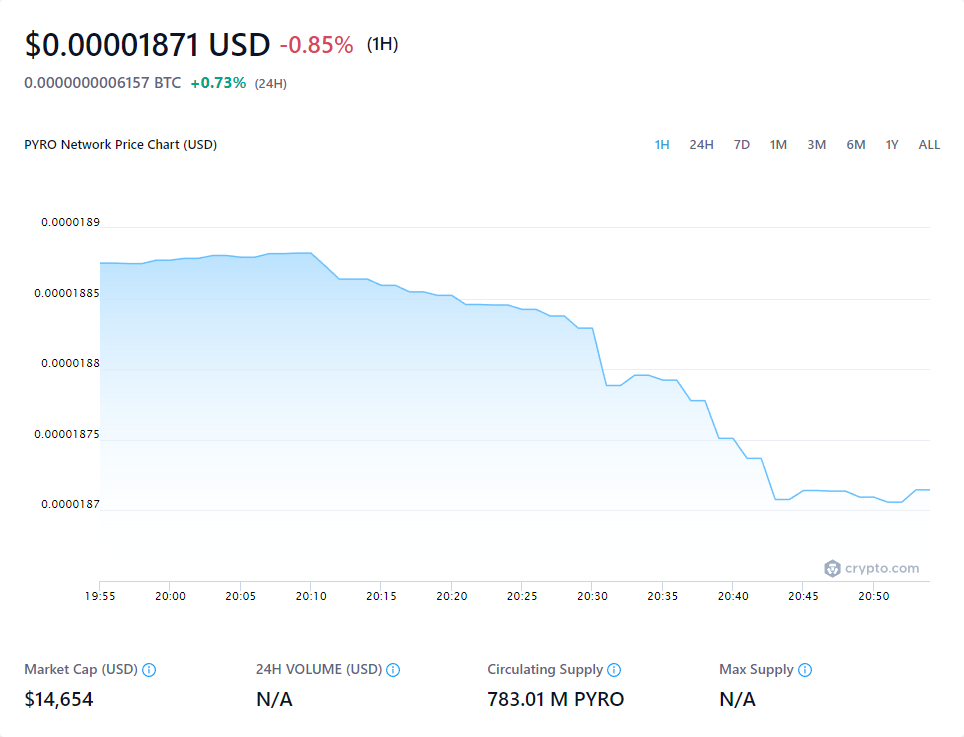 $0.00001871 USD -0.85% (1H)
0.0000000006157 BTC +0.73% (24H)
PYRO Network Price Chart (USD) 1H 24H 7D 1M 3M 6M 1Y ALL
0.0000189
0.00001885
0.0000188
0.00001875
0.0000187
crypto.com
19:55 20:00 20:05 20:10 20:15 20:20 20:25 20:30 20:35 20:40 20:45 20:50
Market Cap (USD) 24H VOLUME (USD) Circulating Supply Max Supply
$14,654 N/A 783.01 M PYRO N/A